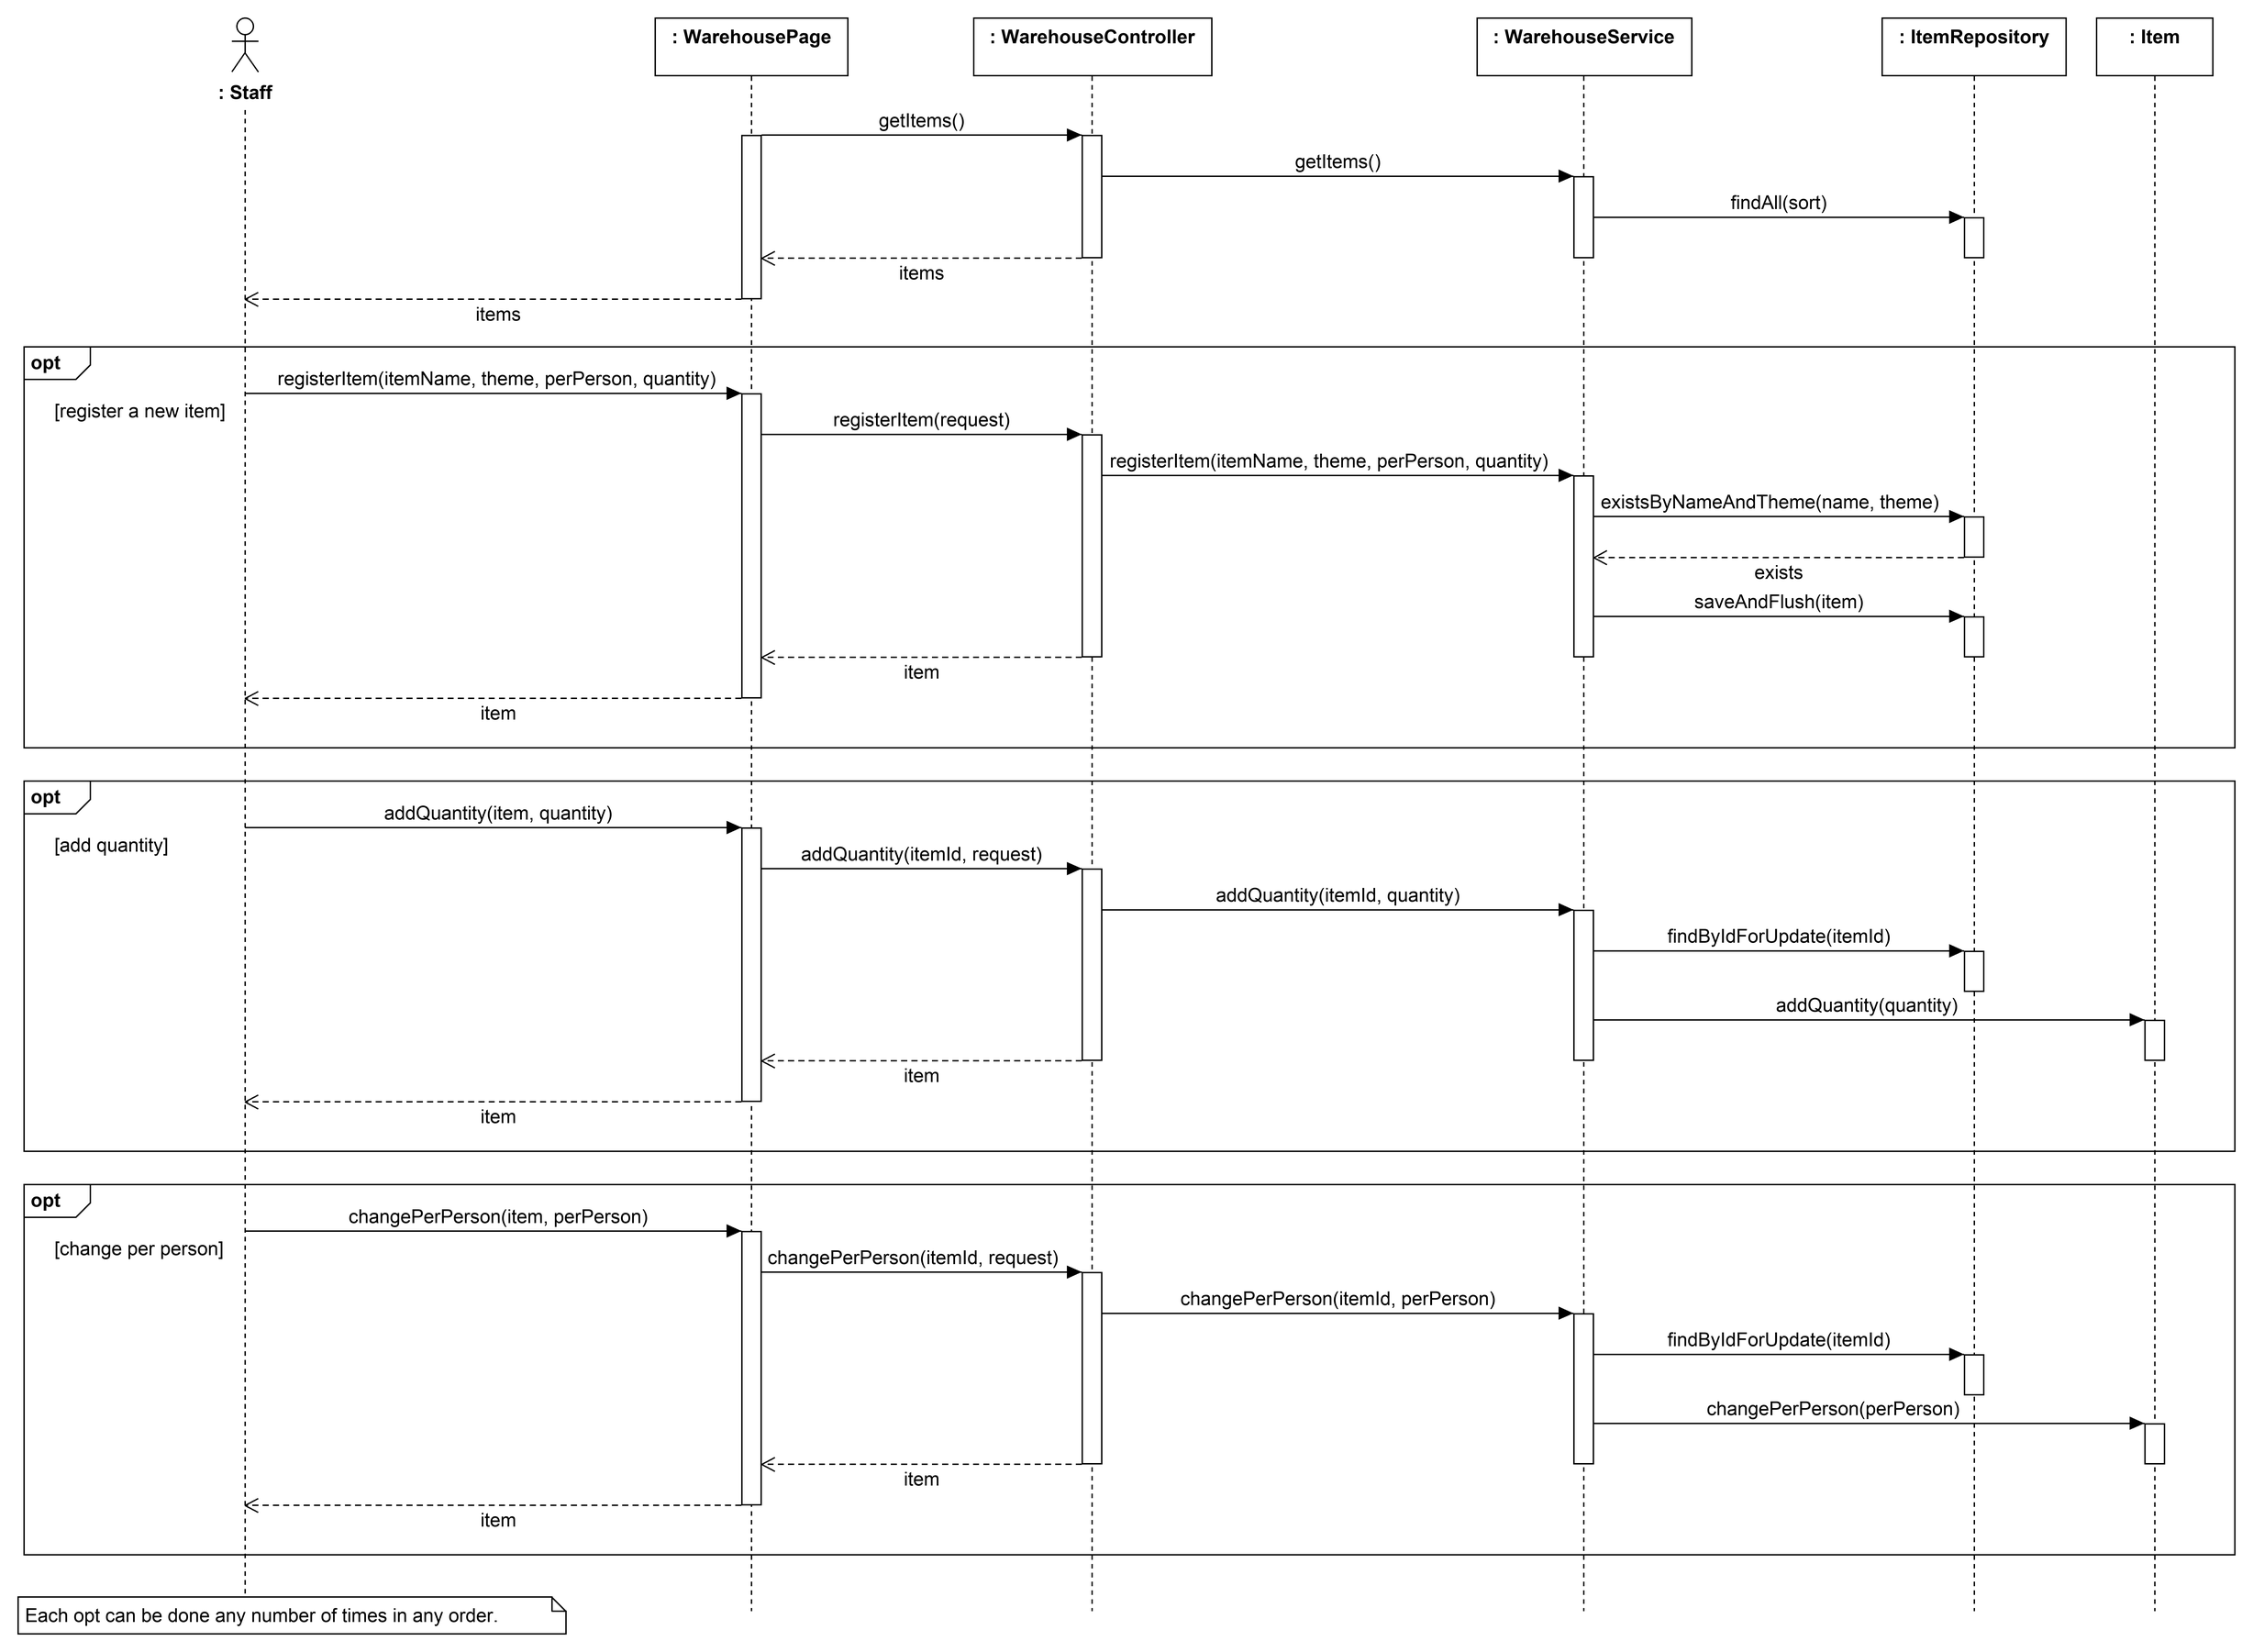 : Staff
: WarehousePage
: WarehouseController
: WarehouseService
: ItemRepository
: Item
getItems()
getItems()
findAll(sort)
items
items
opt
[register a new item]
registerItem(itemName, theme, perPerson, quantity)
registerItem(request)
registerItem(itemName, theme, perPerson, quantity)
existsByNameAndTheme(name, theme)
exists
saveAndFlush(item)
item
item
opt
[add quantity]
addQuantity(item, quantity)
addQuantity(itemId, request)
addQuantity(itemId, quantity)
findByIdForUpdate(itemId)
addQuantity(quantity)
item
item
opt
[change per person]
changePerPerson(item, perPerson)
changePerPerson(itemId, request)
changePerPerson(itemId, perPerson)
findByIdForUpdate(itemId)
changePerPerson(perPerson)
item
item
Each opt can be done any number of times in any order.